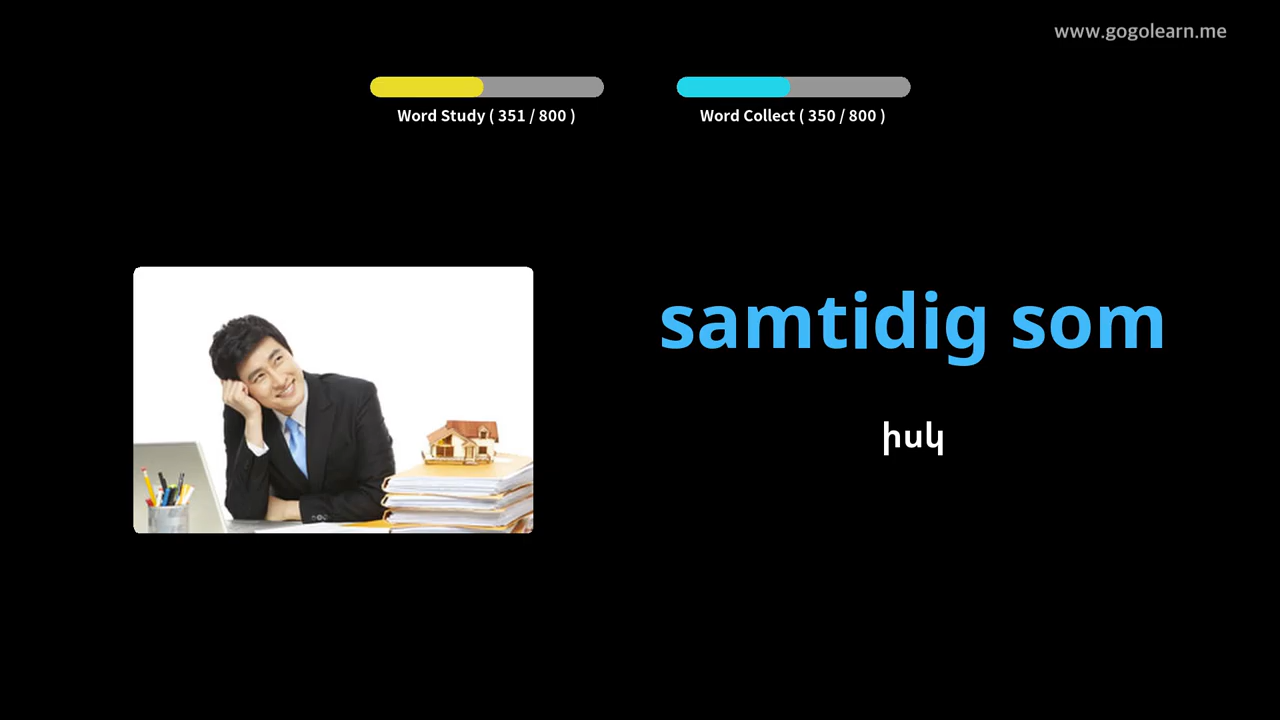 www.gogolearn.me
Word Study ( 351 / 800 )
Word Collect ( 350 / 800 )
samtidig som
իսկ